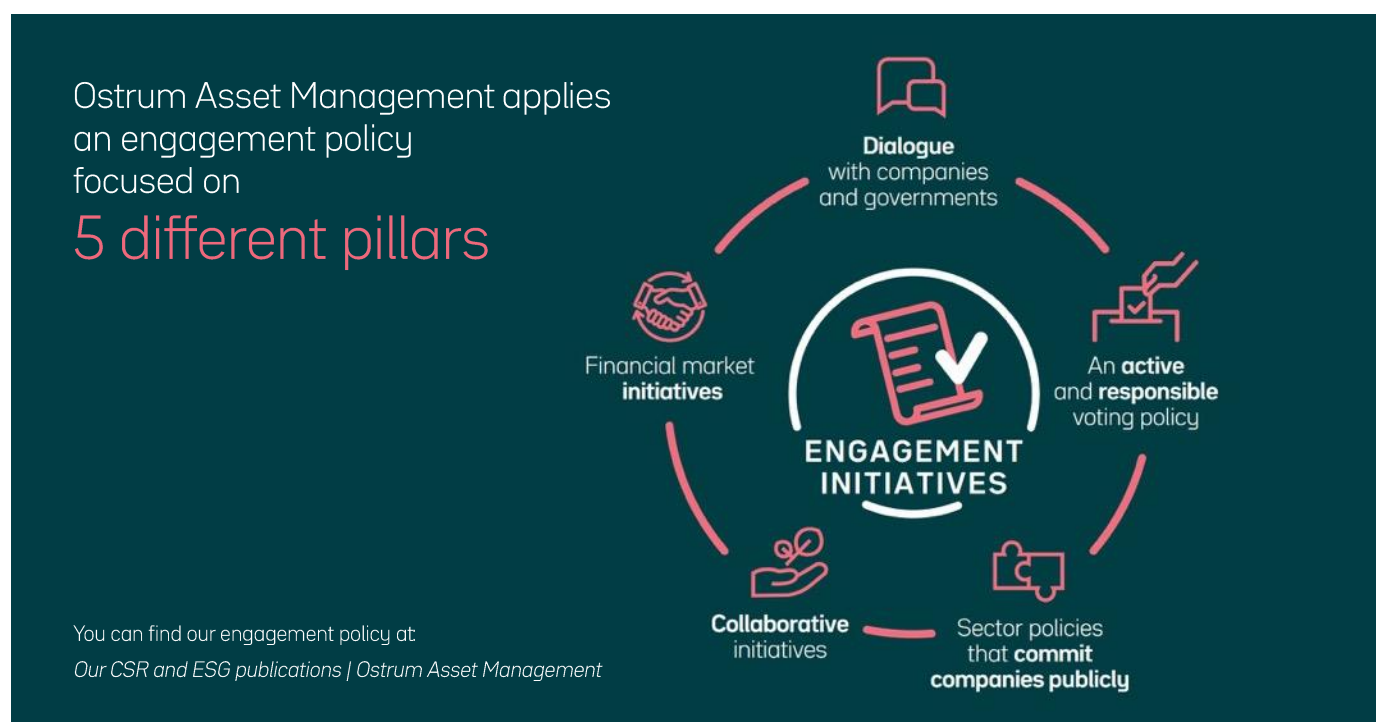 Ostrum Asset Management applies
an engagement policy
focused on
5 different pillars
Dialogue
with companies
and governments
An active
and responsible
voting policy
Sector policies
that commit
companies publicly
Collaborative
initiatives
Financial market
initiatives
ENGAGEMENT
INITIATIVES
You can find our engagement policy at:
Our CSR and ESG publications | Ostrum Asset Management